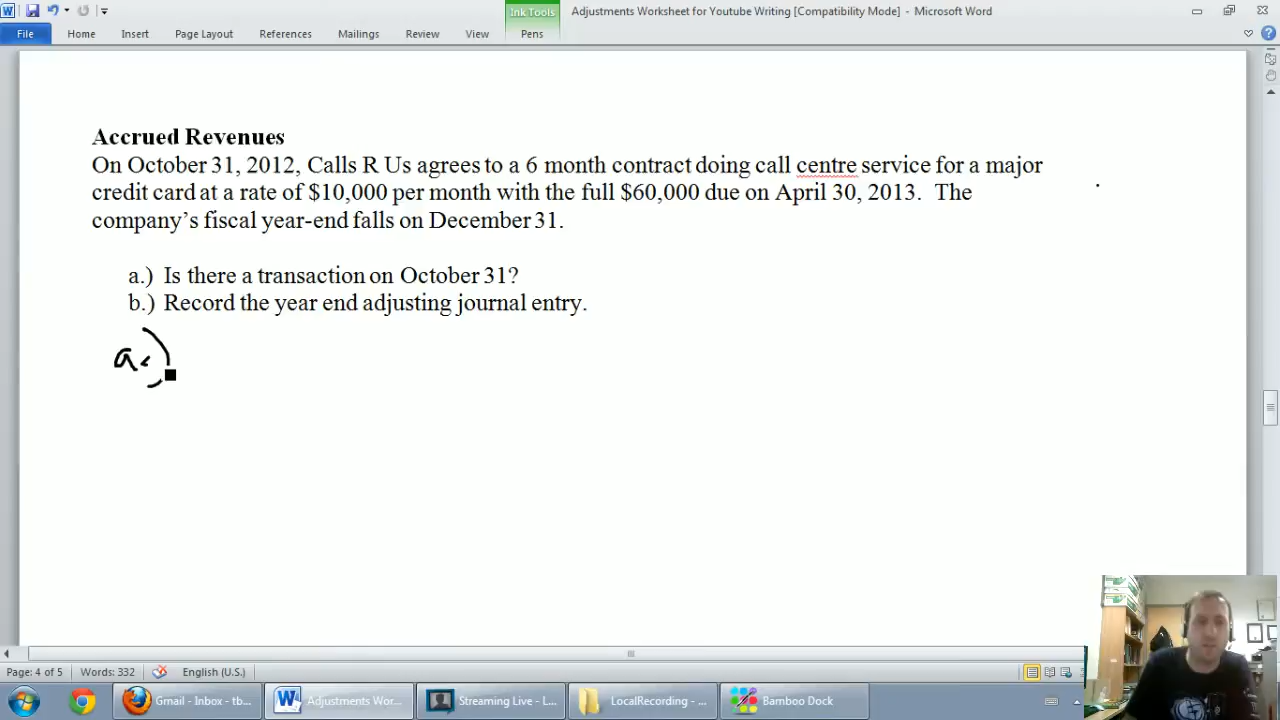 Ink Tools
Adjustments Worksheet for Youtube Writing [Compatibility Mode] - Microsoft Word
File Home Insert Page Layout References Mailings Review View Pens
Accrued Revenues
On October 31, 2012, Calls R Us agrees to a 6 month contract doing call centre service for a major
credit card at a rate of $10,000 per month with the full $60,000 due on April 30, 2013. The
company's fiscal year-end falls on December 31.
a.) Is there a transaction on October 31?
b.) Record the year end adjusting journal entry.
a.)
Page: 4 of 5 Words: 332 English (U.S.)
Gmail - Inbox - tb... Adjustments Wor... Streaming Live - L... LocalRecording - ... Bamboo Dock